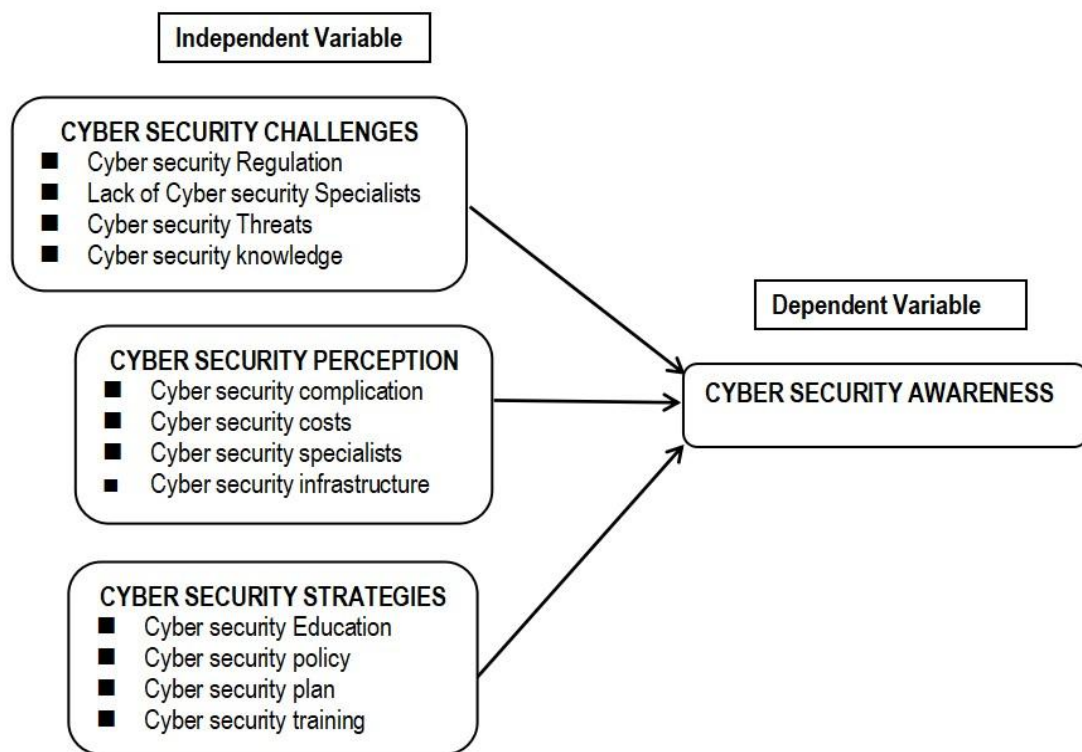 Independent Variable
CYBER SECURITY CHALLENGES
■ Cyber security Regulation
■ Lack of Cyber security Specialists
■ Cyber security Threats
■ Cyber security knowledge
Dependent Variable
CYBER SECURITY PERCEPTION
■ Cyber security complication
■ Cyber security costs
■ Cyber security specialists
■ Cyber security infrastructure
CYBER SECURITY AWARENESS
CYBER SECURITY STRATEGIES
■ Cyber security Education
■ Cyber security policy
■ Cyber security plan
■ Cyber security training